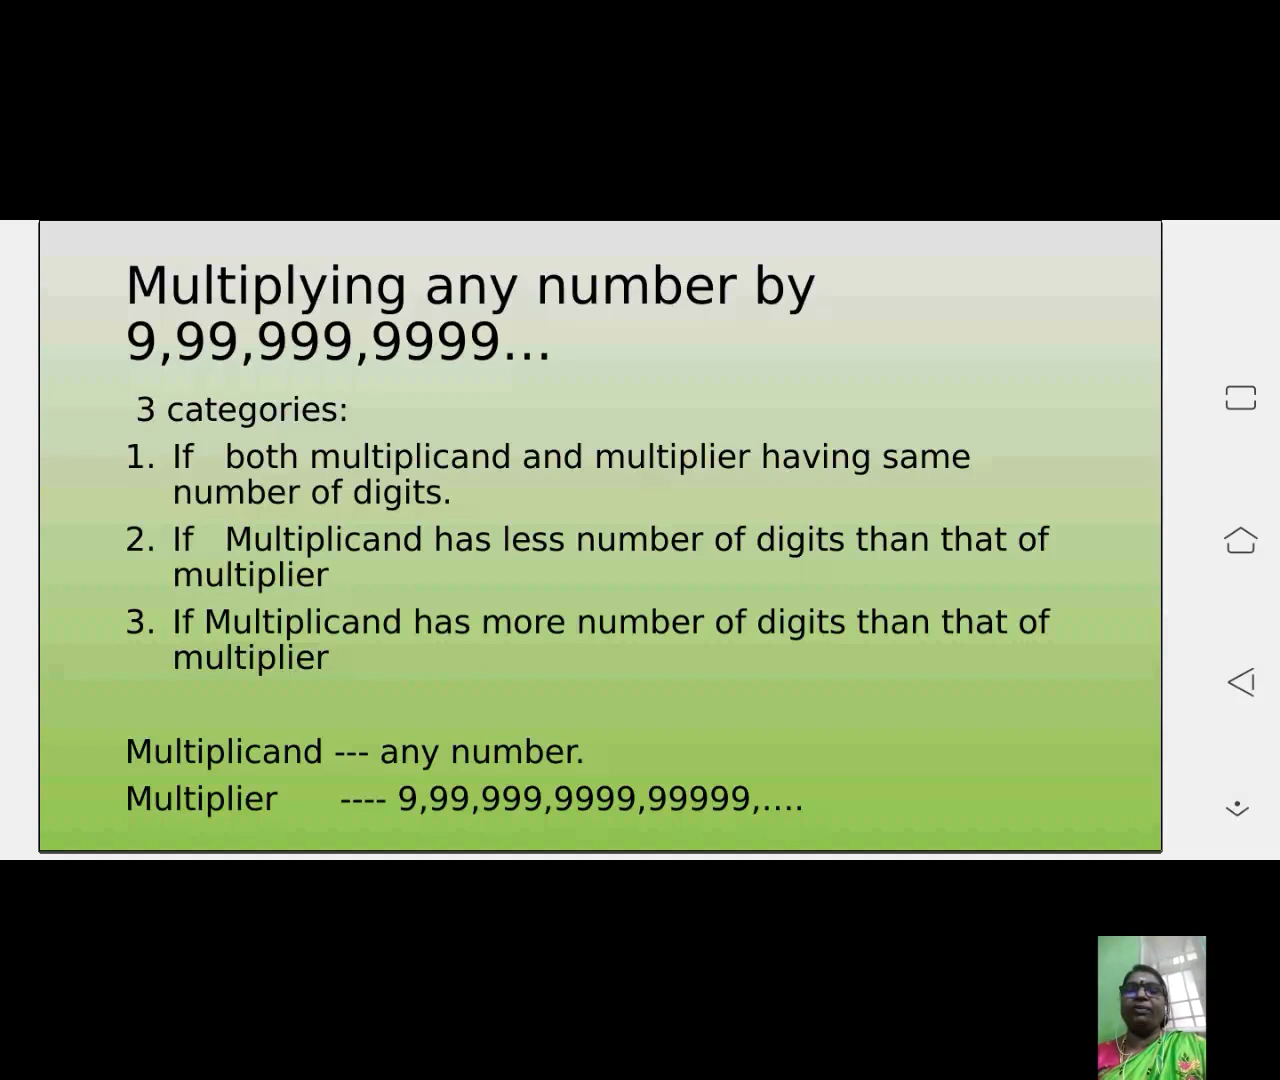 Multiplying any number by
9,99,999,9999...
3 categories:
1. If both multiplicand and multiplier having same
number of digits.
2. If Multiplicand has less number of digits than that of
multiplier
3. If Multiplicand has more number of digits than that of
multiplier
Multiplicand --- any number.
Multiplier ---- 9,99,999,9999,99999,....